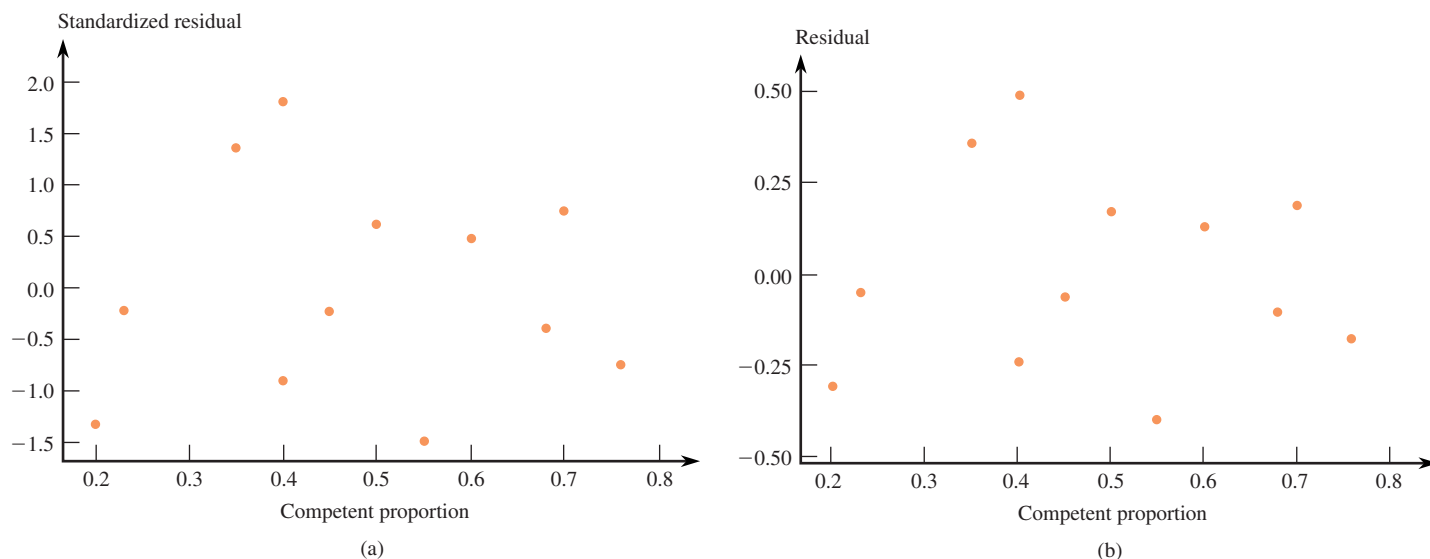 Standardized residual
2.0
1.5
1.0
0.5
0.0
−0.5
−1.0
−1.5
0.2 0.3 0.4 0.5 0.6 0.7 0.8
Competent proportion
(a)
Residual
0.50
0.25
0.00
−0.25
−0.50
0.2 0.3 0.4 0.5 0.6 0.7 0.8
Competent proportion
(b)